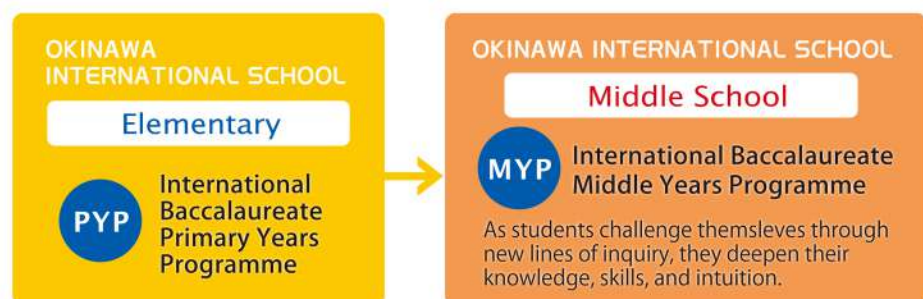 OKINAWA
INTERNATIONAL SCHOOL
Elementary
PYP
International
Baccalaureate
Primary Years
Programme
OKINAWA INTERNATIONAL SCHOOL
Middle School
MYP
International Baccalaureate
Middle Years Programme
As students challenge themsleves through
new lines of inquiry, they deepen their
knowledge, skills, and intuition.